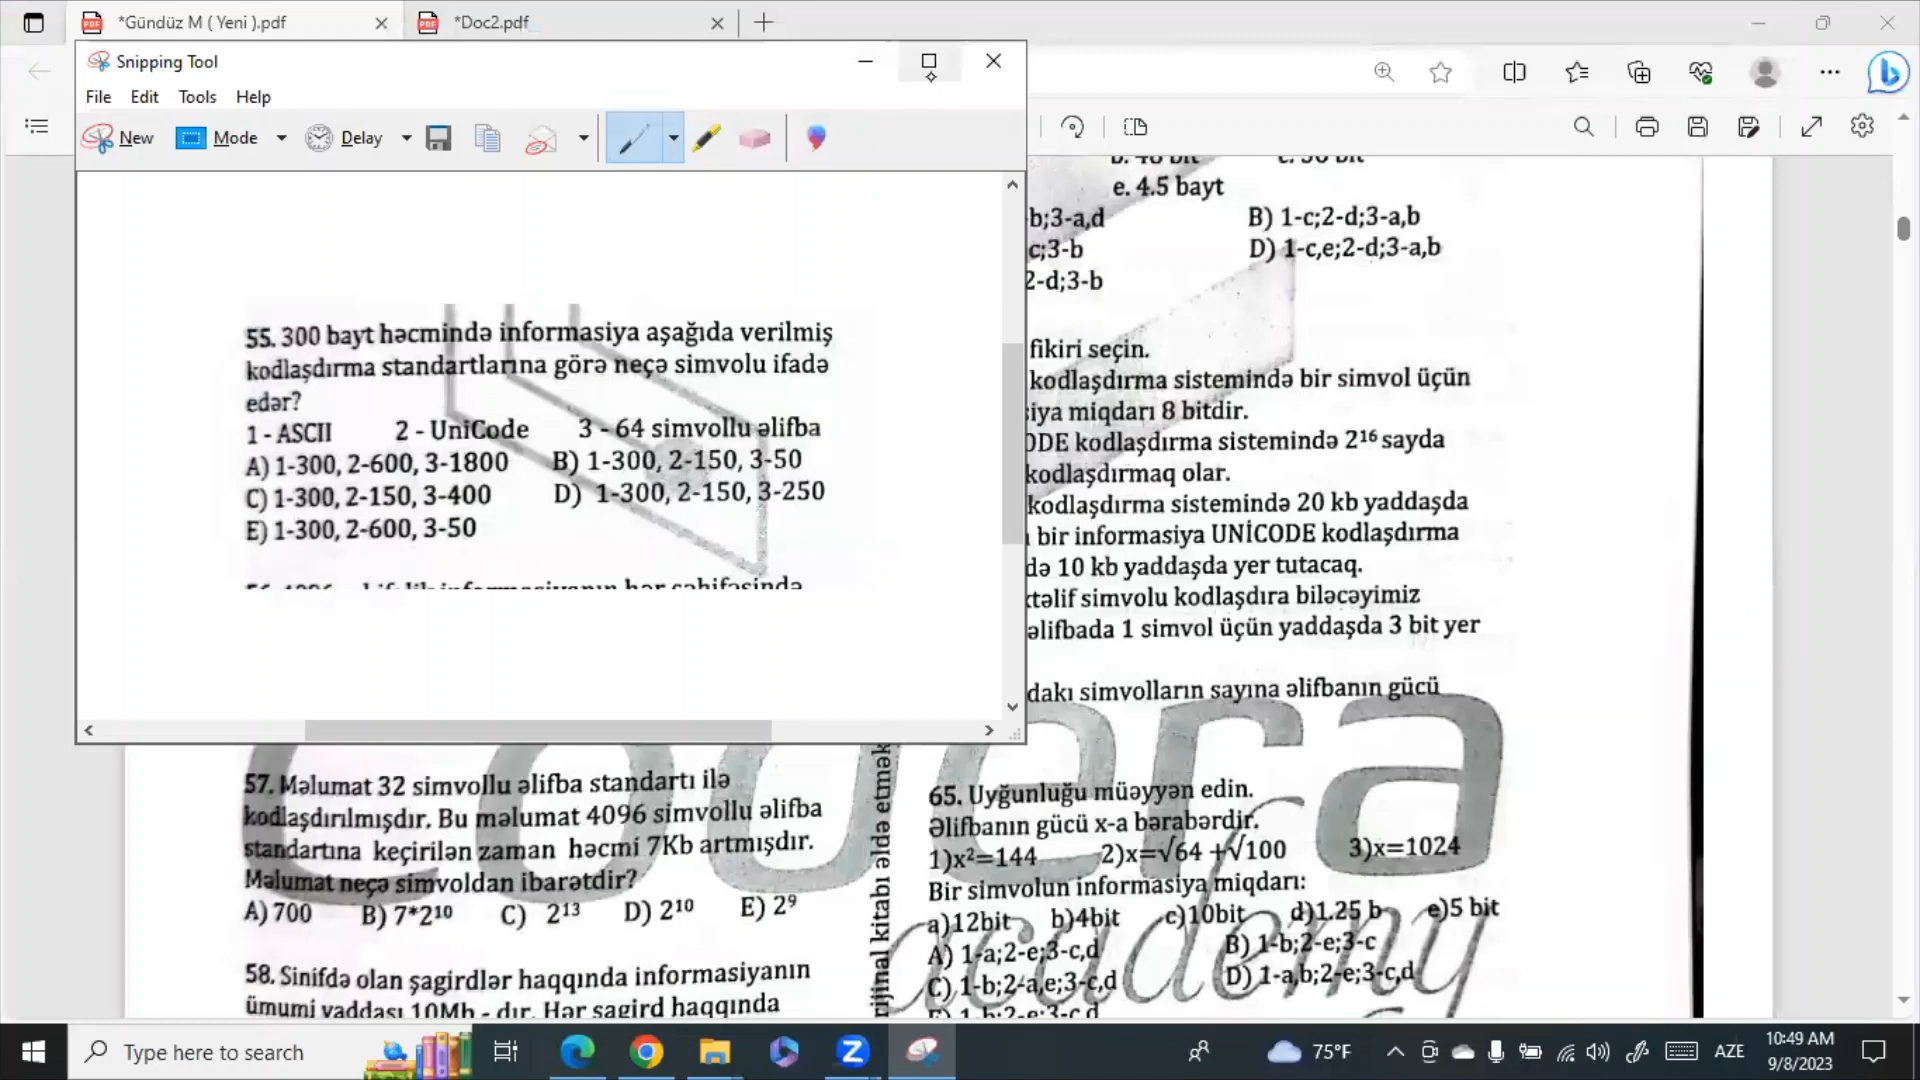 *Gündüz M ( Yeni ).pdf
*Doc2.pdf
Snipping Tool
File Edit Tools Help
New Mode Delay
55. 300 bayt həcmində informasiya aşağıda verilmiş
kodlaşdırma standartlarına görə neçə simvolu ifadə
edər?
1 - ASCII 2 - UniCode 3 - 64 simvollu əlifba
A) 1-300, 2-600, 3-1800 B) 1-300, 2-150, 3-50
C) 1-300, 2-150, 3-400 D) 1-300, 2-150, 3-250
E) 1-300, 2-600, 3-50
57. Məlumat 32 simvollu əlifba standartı ilə
kodlaşdırılmışdır. Bu məlumat 4096 simvollu əlifba
standartına keçirilən zaman həcmi 7Kb artmışdır.
Məlumat neçə simvoldan ibarətdir?
A) 700 B) 7*2¹⁰ C) 2¹³ D) 2¹⁰ E) 2⁹
58. Sinifdə olan şagirdlər haqqında informasiyanın
ümumi yaddaşı 10Mb - dır. Hər şagird haqqında
rijinal kitabı əldə etmək
e. 4.5 bayt
b;3-a,d B) 1-c;2-d;3-a,b
c;3-b D) 1-c,e;2-d;3-a,b
2-d;3-b
fikiri seçin.
kodlaşdırma sistemində bir simvol üçün
iya miqdarı 8 bitdir.
ODE kodlaşdırma sistemində 2¹⁶ sayda
kodlaşdırmaq olar.
kodlaşdırma sistemində 20 kb yaddaşda
bir informasiya UNİCODE kodlaşdırma
də 10 kb yaddaşda yer tutacaq.
təlif simvolu kodlaşdıra biləcəyimiz
əlifbada 1 simvol üçün yaddaşda 3 bit yer
dakı simvolların sayına əlifbanın gücü
65. Uyğunluğu müəyyən edin.
Əlifbanın gücü x-a bərabərdir.
1)x²=144 2)x=√64 +√100 3)x=1024
Bir simvolun informasiya miqdarı:
a)12bit b)4bit c)10bit d)1.25 b e)5 bit
A) 1-a;2-e;3-c,d B) 1-b;2-e;3-c
C) 1-b;2-a,e;3-c,d D) 1-a,b;2-e;3-c,d
E) 1-b;2-e;3-c,d
academy
Type here to search
75°F
AZE
10:49 AM
9/8/2023